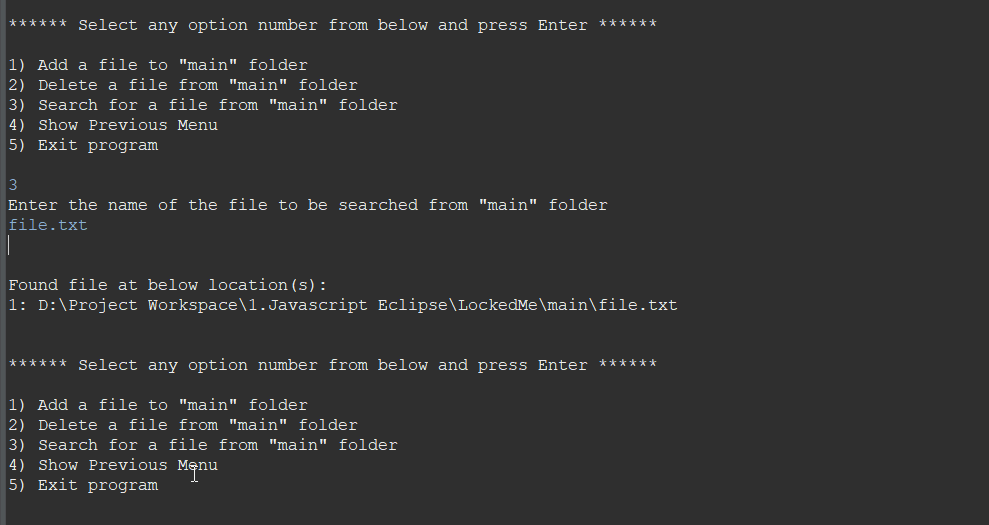 ****** Select any option number from below and press Enter ******
1) Add a file to "main" folder
2) Delete a file from "main" folder
3) Search for a file from "main" folder
4) Show Previous Menu
5) Exit program
3
Enter the name of the file to be searched from "main" folder
file.txt
Found file at below location(s):
1: D:\Project Workspace\1.Javascript Eclipse\LockedMe\main\file.txt
****** Select any option number from below and press Enter ******
1) Add a file to "main" folder
2) Delete a file from "main" folder
3) Search for a file from "main" folder
4) Show Previous Menu
5) Exit program